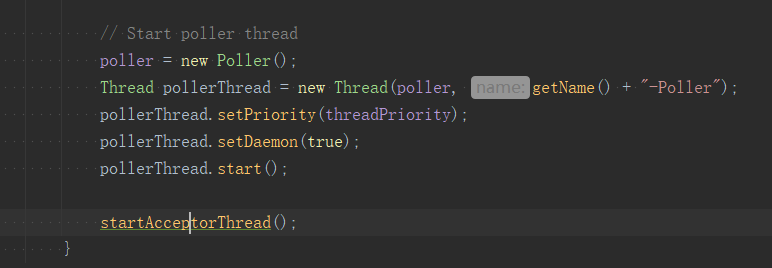 // Start poller thread
poller = new Poller();
Thread pollerThread = new Thread(poller, name: getName() + "-Poller");
pollerThread.setPriority(threadPriority);
pollerThread.setDaemon(true);
pollerThread.start();
startAcceptorThread();
}